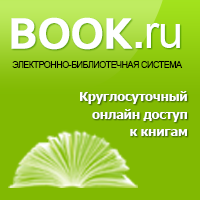 BOOK.ru
ЭЛЕКТРОННО-БИБЛИОТЕЧНАЯ СИСТЕМА
Круглосуточный
онлайн доступ
к книгам